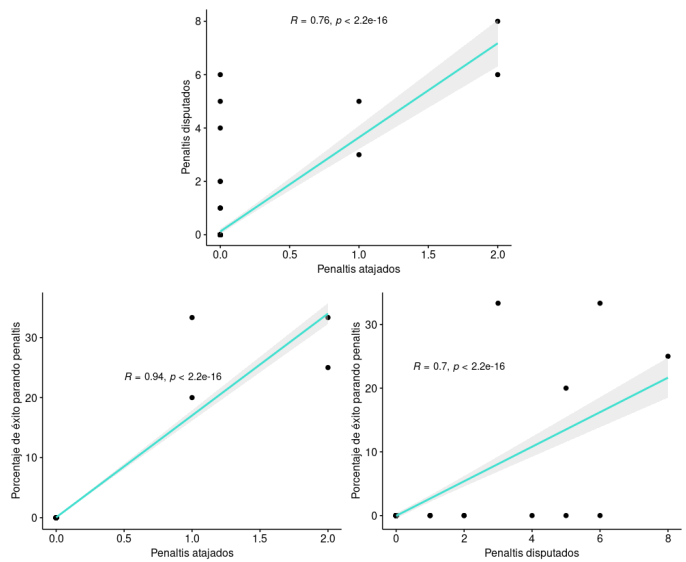 R = 0.76, p < 2.2e-16
8
6
4
2
0
Penaltis disputados
0.0 0.5 1.0 1.5 2.0
Penaltis atajados
R = 0.94, p < 2.2e-16
30
20
10
0
Porcentaje de éxito parando penaltis
0.0 0.5 1.0 1.5 2.0
Penaltis atajados
R = 0.7, p < 2.2e-16
30
20
10
0
Porcentaje de éxito parando penaltis
0 2 4 6 8
Penaltis disputados